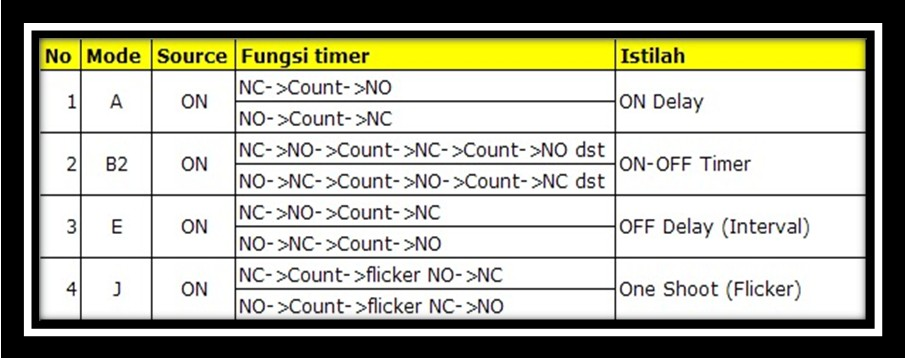 No Mode Source Fungsi timer Istilah
1 A ON NC->Count->NO ON Delay
NO->Count->NC
2 B2 ON NC->NO->Count->NC->Count->NO dst ON-OFF Timer
NO->NC->Count->NO->Count->NC dst
3 E ON NC->NO->Count->NC OFF Delay (Interval)
NO->NC->Count->NO
4 J ON NC->Count->flicker NO->NC One Shoot (Flicker)
NO->Count->flicker NC->NO